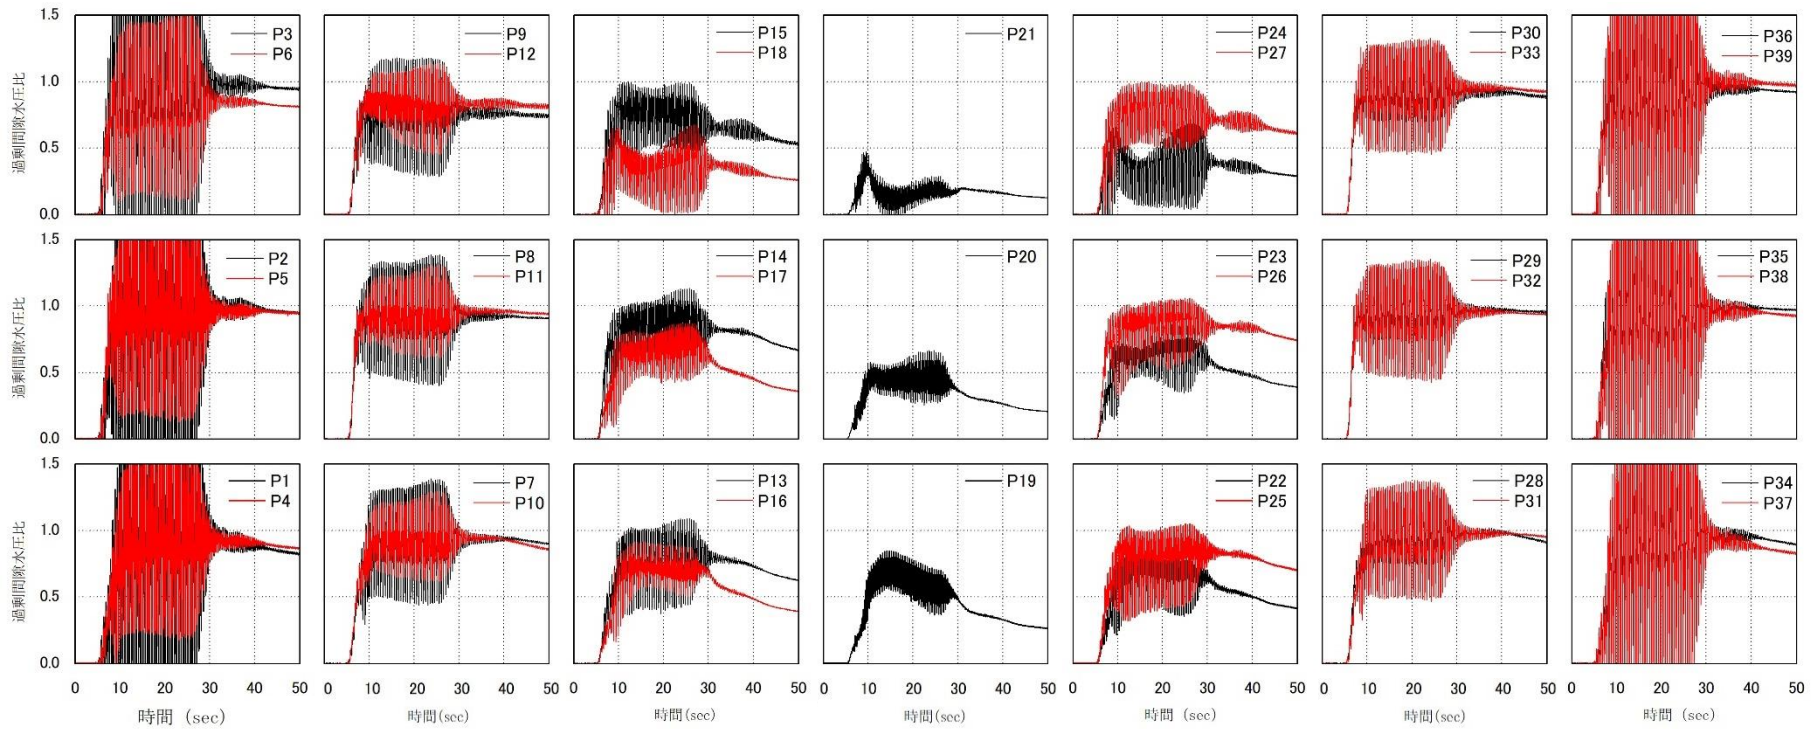 過剰間隙水圧比
1.5
1.0
0.5
0.0
P3
P6
P9
P12
P15
P18
P21
P24
P27
P30
P33
P36
P39
過剰間隙水圧比
1.5
1.0
0.5
0.0
P2
P5
P8
P11
P14
P17
P20
P23
P26
P29
P32
P35
P38
過剰間隙水圧比
1.5
1.0
0.5
0.0
P1
P4
P7
P10
P13
P16
P19
P22
P25
P28
P31
P34
P37
0 10 20 30 40 50
0 10 20 30 40 50
0 10 20 30 40 50
0 10 20 30 40 50
0 10 20 30 40 50
0 10 20 30 40 50
0 10 20 30 40 50
時間 (sec)
時間(sec)
時間(sec)
時間(sec)
時間 (sec)
時間(sec)
時間 (sec)